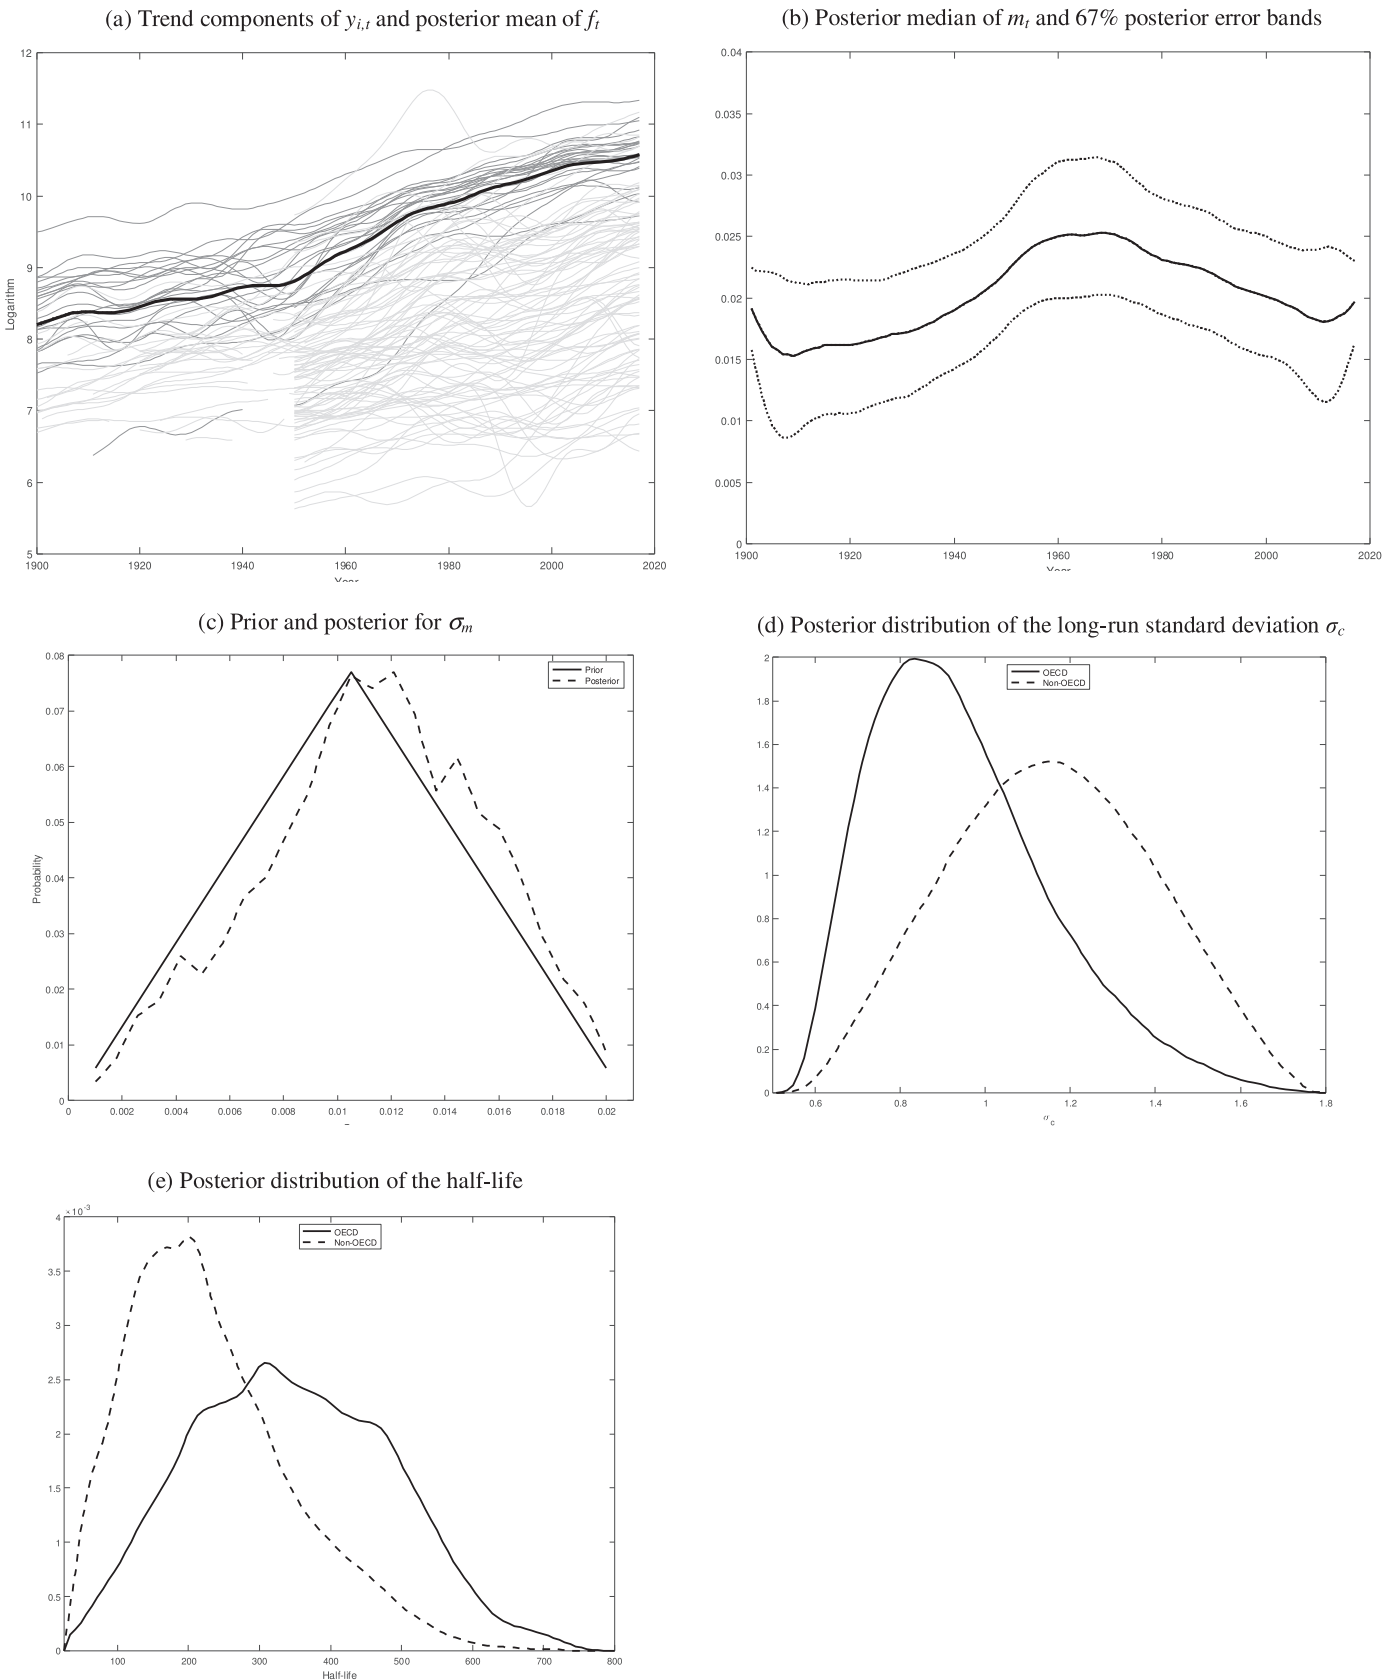 (a) Trend components of y_{i,t} and posterior mean of f_t
12
11
10
9
8
7
6
5
Logarithm
1900 1920 1940 1960 1980 2000 2020
Year
(b) Posterior median of m_t and 67% posterior error bands
0.04
0.035
0.03
0.025
0.02
0.015
0.01
0.005
0
1900 1920 1940 1960 1980 2000 2020
Year
(c) Prior and posterior for σ_m
Prior
Posterior
0.08
0.07
0.06
0.05
0.04
0.03
0.02
0.01
0
Probability
0 0.002 0.004 0.006 0.008 0.01 0.012 0.014 0.016 0.018 0.02
(d) Posterior distribution of the long-run standard deviation σ_c
OECD
Non-OECD
2
1.8
1.6
1.4
1.2
1
0.8
0.6
0.4
0.2
0
0.6 0.8 1 1.2 1.4 1.6 1.8
σ_c
(e) Posterior distribution of the half-life
×10^-3
OECD
Non-OECD
4
3.5
3
2.5
2
1.5
1
0.5
0
100 200 300 400 500 600 700 800
Half-life